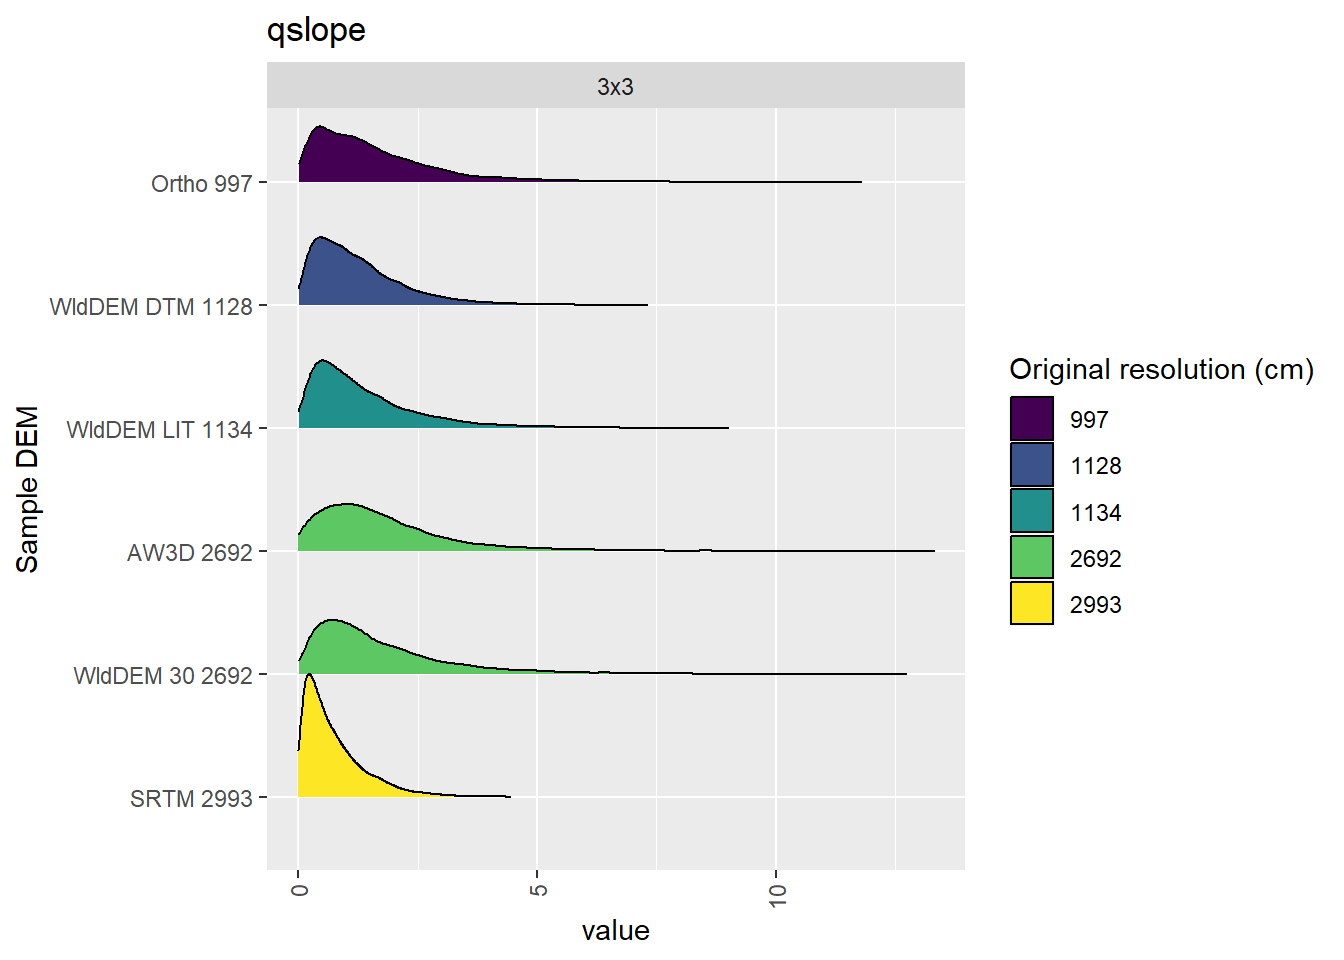 qslope
3x3
Ortho 997
WldDEM DTM 1128
WldDEM LIT 1134
AW3D 2692
WldDEM 30 2692
SRTM 2993
Sample DEM
0
5
10
value
Original resolution (cm)
997
1128
1134
2692
2993